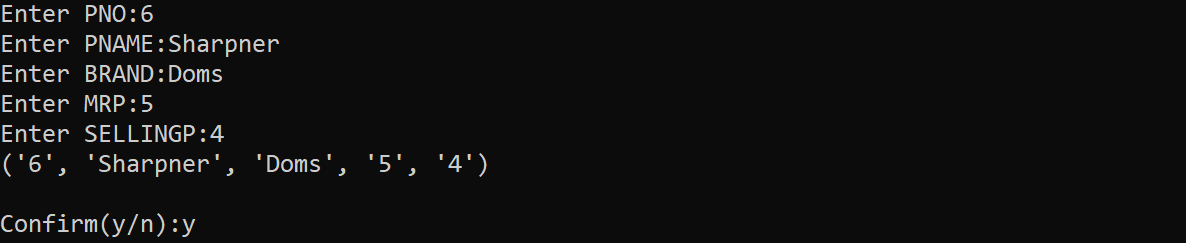 Enter PNO:6
Enter PNAME:Sharpner
Enter BRAND:Doms
Enter MRP:5
Enter SELLINGP:4
('6', 'Sharpner', 'Doms', '5', '4')
Confirm(y/n):y